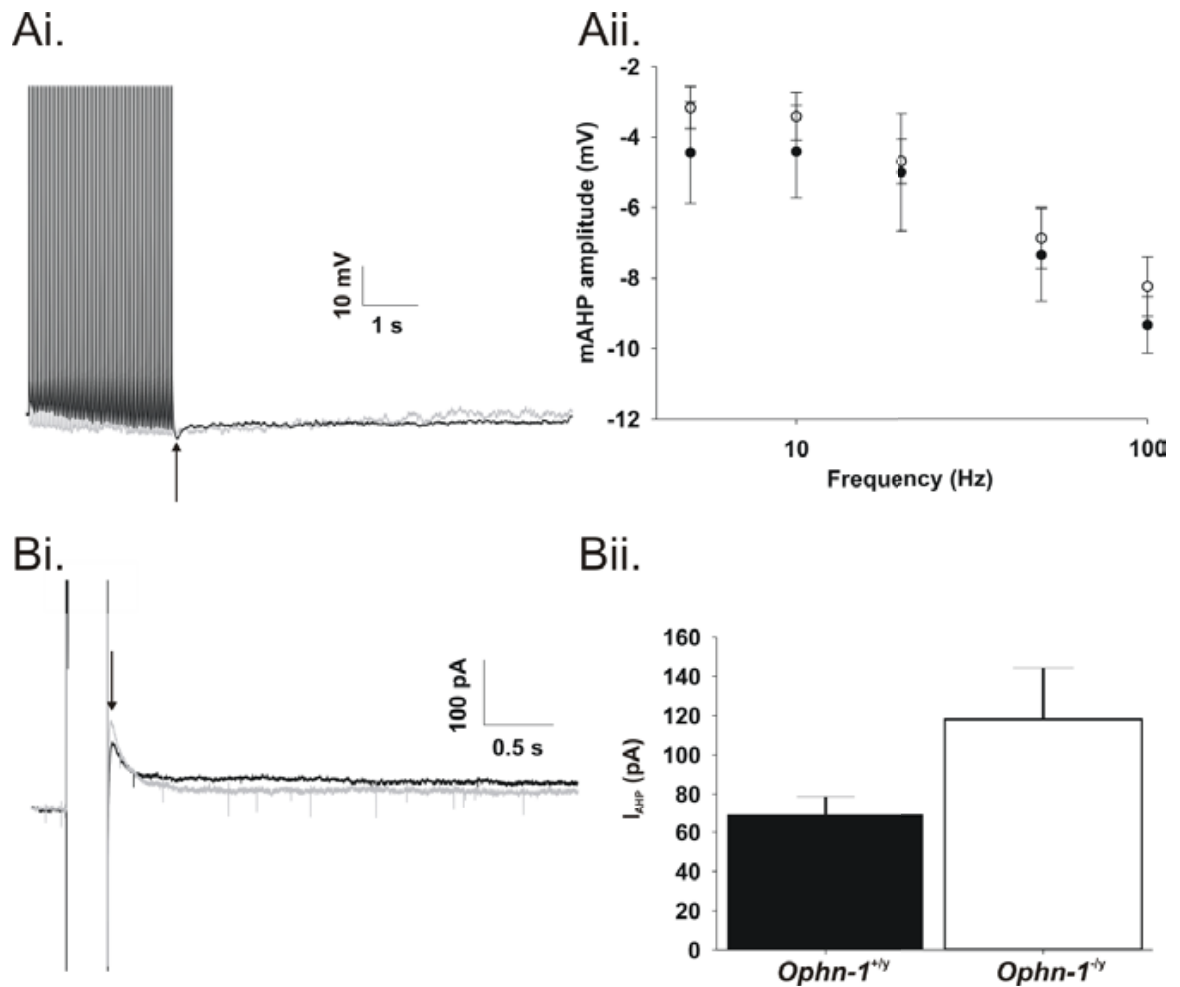 Ai.
10 mV
1 s
Aii.
mAHP amplitude (mV)
-2
-4
-6
-8
-10
-12
10
100
Frequency (Hz)
Bi.
100 pA
0.5 s
Bii.
I AHP (pA)
160
140
120
100
80
60
40
20
0
Ophn-1+/y
Ophn-1-/y